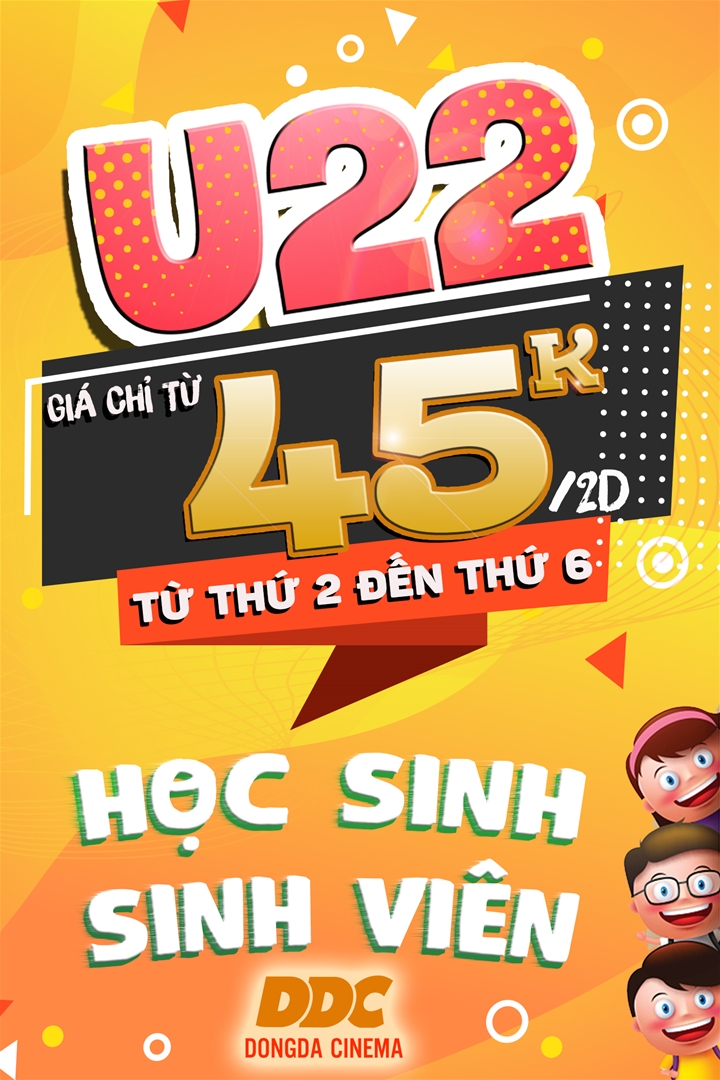 U22
GIÁ CHỈ TỪ
45K
/2D
TỪ THỨ 2 ĐẾN THỨ 6
HỌC SINH
SINH VIÊN
DDC
DONGDA CINEMA